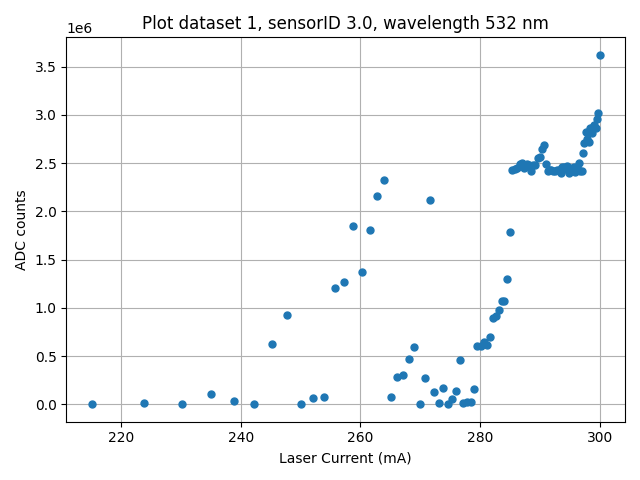 Plot dataset 1, sensorID 3.0, wavelength 532 nm
1e6
3.5
3.0
2.5
2.0
1.5
1.0
0.5
0.0
ADC counts
220 240 260 280 300
Laser Current (mA)